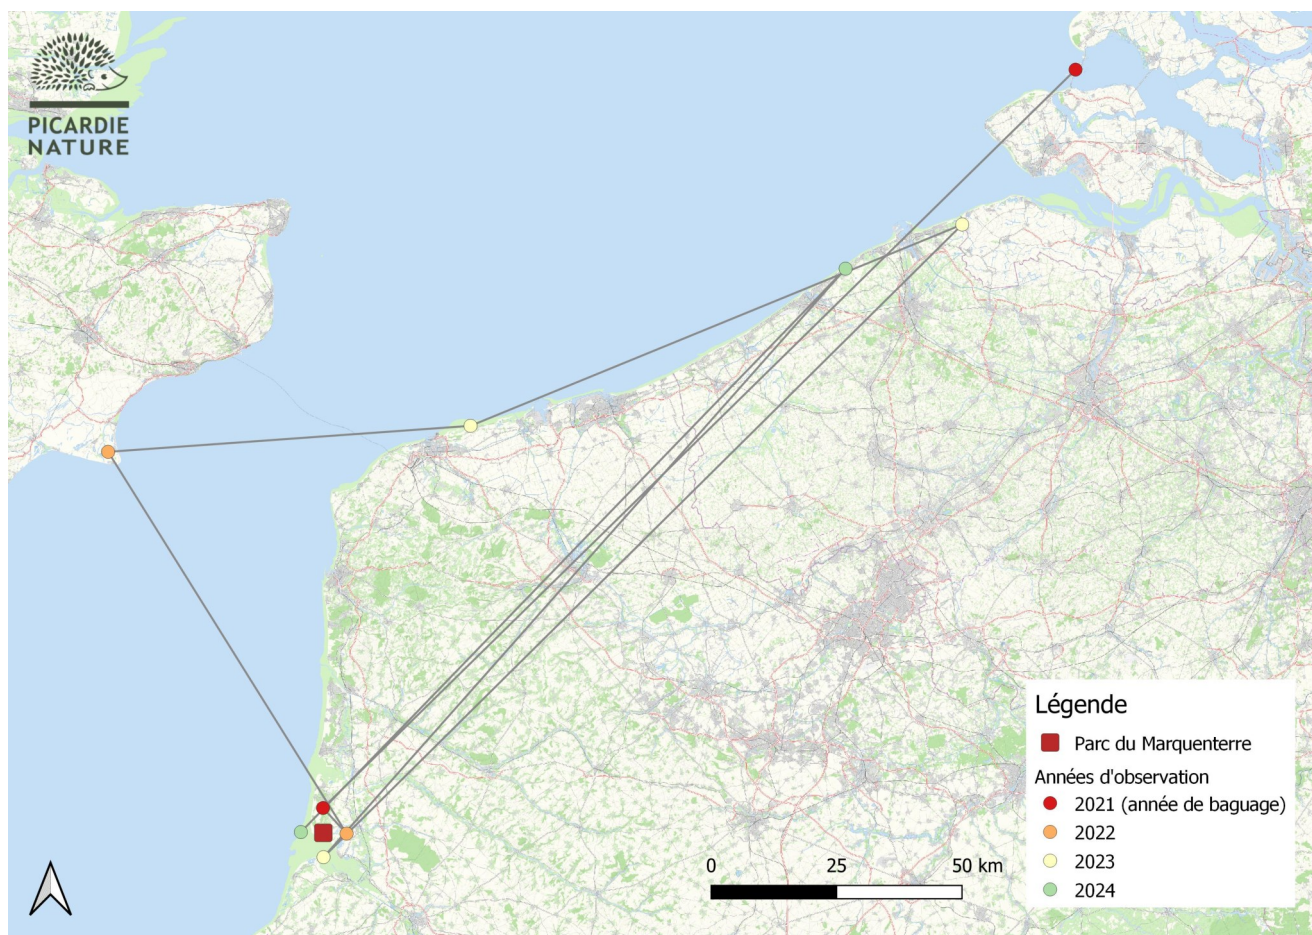 PICARDIE
NATURE
Légende
Parc du Marquenterre
Années d'observation
2021 (année de baguage)
2022
2023
2024
0 25 50 km